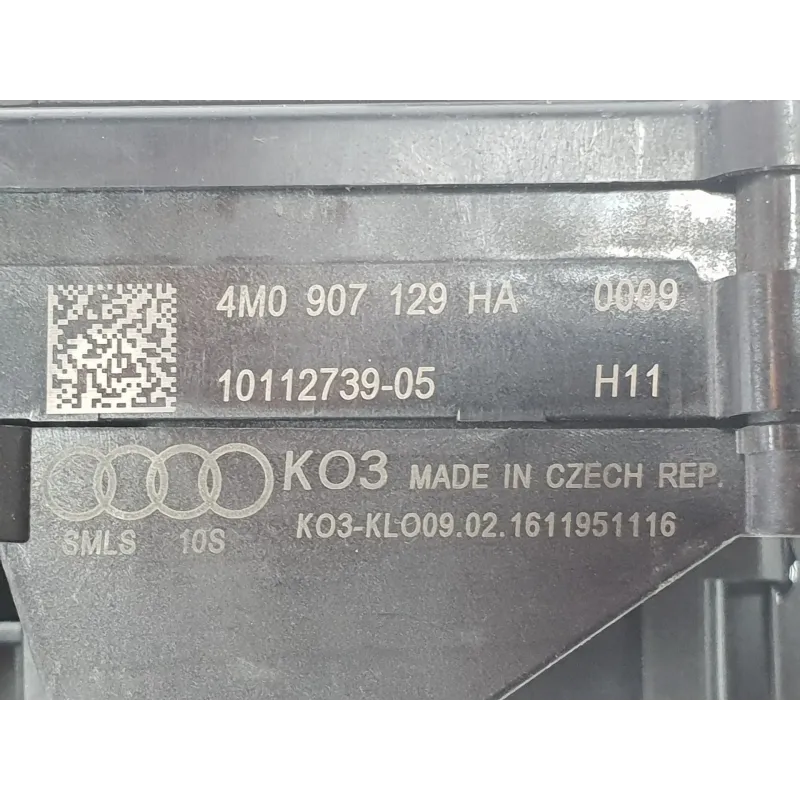 4M0 907 129 HA 0009
10112739-05 H11
KO3 MADE IN CZECH REP.
SMLS 10S KO3-KLO09.02.1611951116